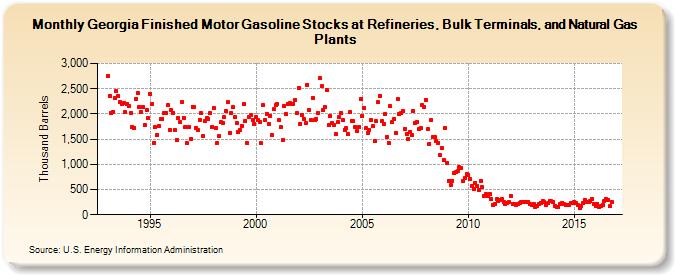 Monthly Georgia Finished Motor Gasoline Stocks at Refineries, Bulk Terminals, and Natural Gas
Plants
Thousand Barrels
3,000
2,500
2,000
1,500
1,000
500
0
1995 2000 2005 2010 2015
Source: U.S. Energy Information Administration